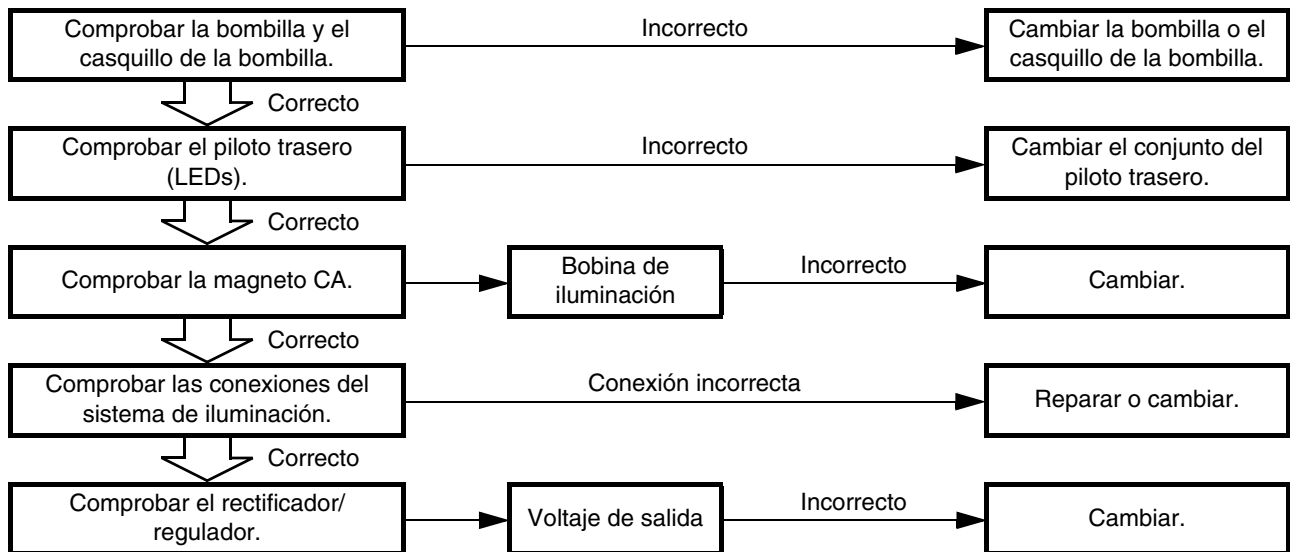 Comprobar la bombilla y el
casquillo de la bombilla.
Incorrecto
Cambiar la bombilla o el
casquillo de la bombilla.
Correcto
Comprobar el piloto trasero
(LEDs).
Incorrecto
Cambiar el conjunto del
piloto trasero.
Correcto
Comprobar la magneto CA.
Bobina de
iluminación
Incorrecto
Cambiar.
Correcto
Comprobar las conexiones del
sistema de iluminación.
Conexión incorrecta
Reparar o cambiar.
Correcto
Comprobar el rectificador/
regulador.
Voltaje de salida
Incorrecto
Cambiar.